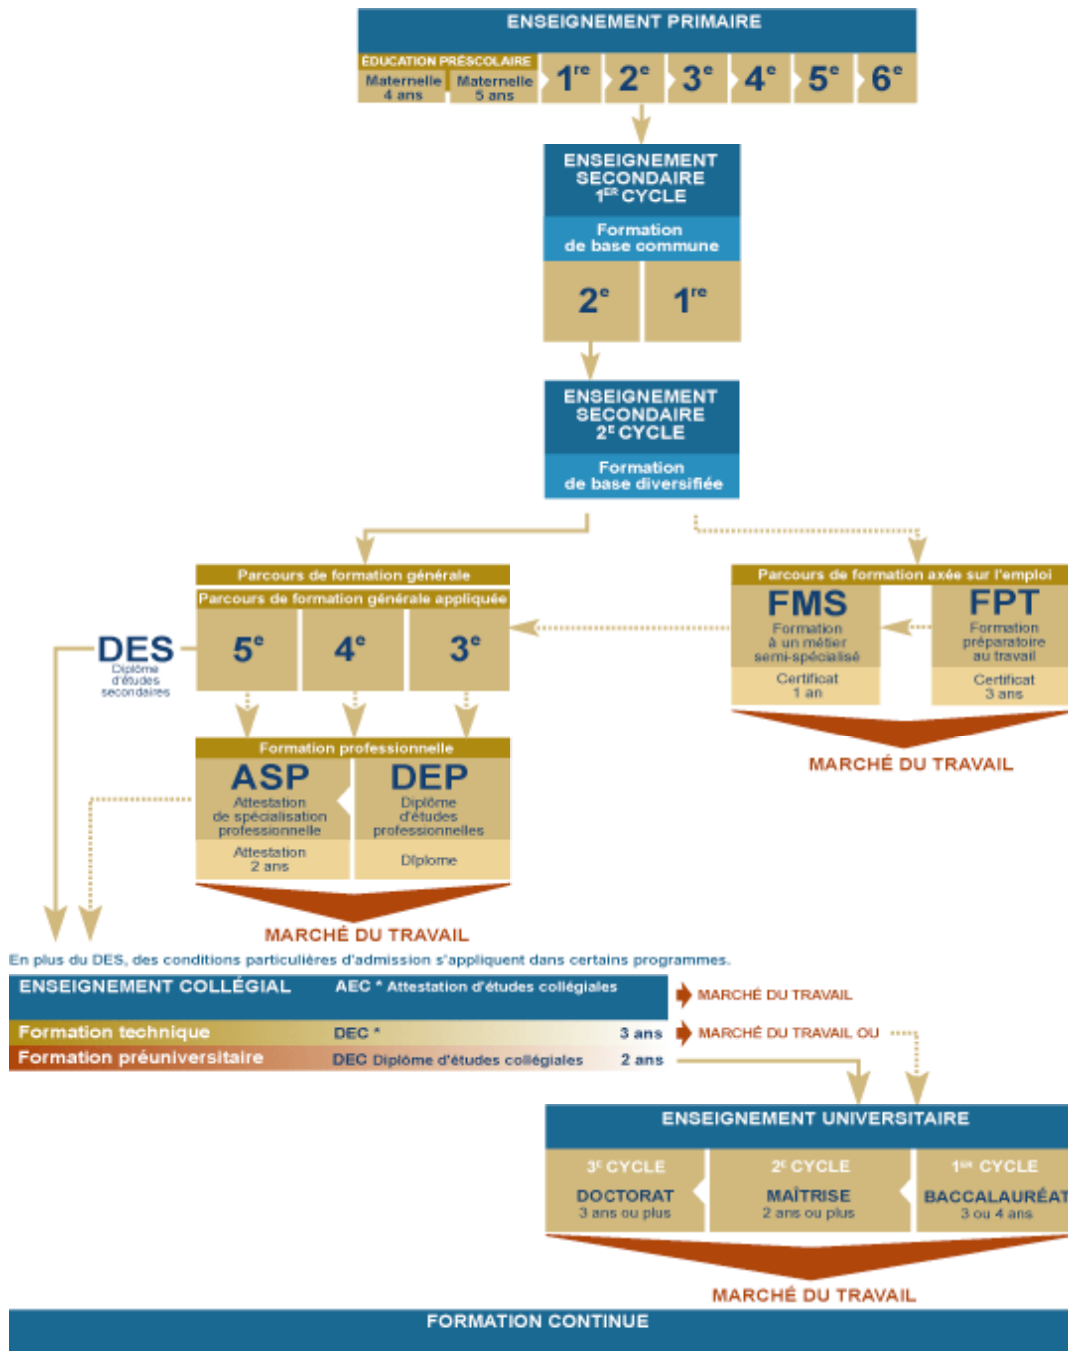 ENSEIGNEMENT PRIMAIRE
ÉDUCATION PRÉSCOLAIRE
Maternelle
4 ans
Maternelle
5 ans
1re
2e
3e
4e
5e
6e
ENSEIGNEMENT
SECONDAIRE
1ER CYCLE
Formation
de base commune
2e
1re
ENSEIGNEMENT
SECONDAIRE
2E CYCLE
Formation
de base diversifiée
Parcours de formation générale
Parcours de formation générale appliquée
5e
4e
3e
DES
Diplôme
d'études
secondaires
Parcours de formation axée sur l'emploi
FMS
Formation
à un métier
semi-spécialisé
Certificat
1 an
FPT
Formation
préparatoire
au travail
Certificat
3 ans
MARCHÉ DU TRAVAIL
Formation professionnelle
ASP
Attestation
de spécialisation
professionnelle
Attestation
2 ans
DEP
Diplôme
d'études
professionnelles
Dîplome
MARCHÉ DU TRAVAIL
En plus du DES, des conditions particulières d'admission s'appliquent dans certains programmes.
ENSEIGNEMENT COLLÉGIAL AEC * Attestation d'études collégiales MARCHÉ DU TRAVAIL
Formation technique DEC * 3 ans MARCHÉ DU TRAVAIL OU
Formation préuniversitaire DEC Diplôme d'études collégiales 2 ans
ENSEIGNEMENT UNIVERSITAIRE
3E CYCLE
DOCTORAT
3 ans ou plus
2E CYCLE
MAÎTRISE
2 ans ou plus
1ER CYCLE
BACCALAURÉAT
3 ou 4 ans
MARCHÉ DU TRAVAIL
FORMATION CONTINUE